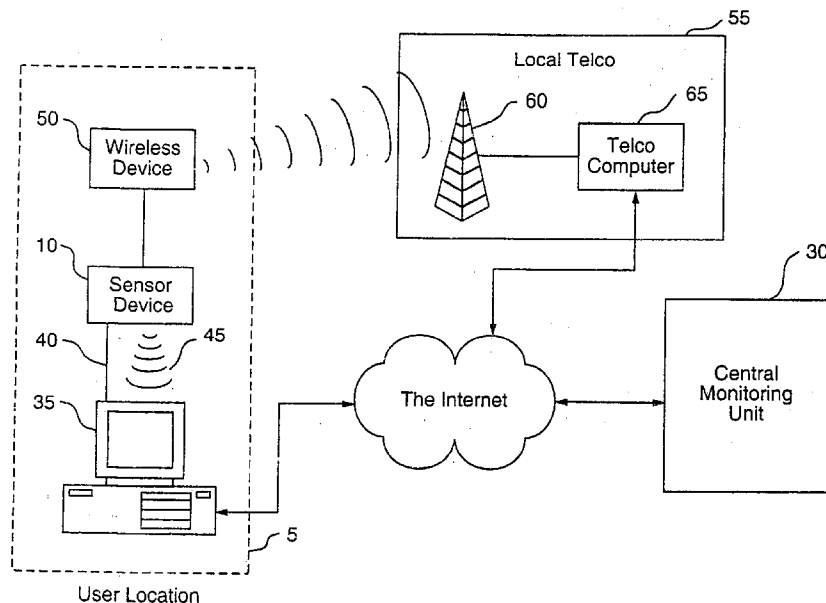 55
Local Telco
60
65
Telco
Computer
50
Wireless
Device
10
Sensor
Device
40
45
35
30
The Internet
Central
Monitoring
Unit
5
User Location